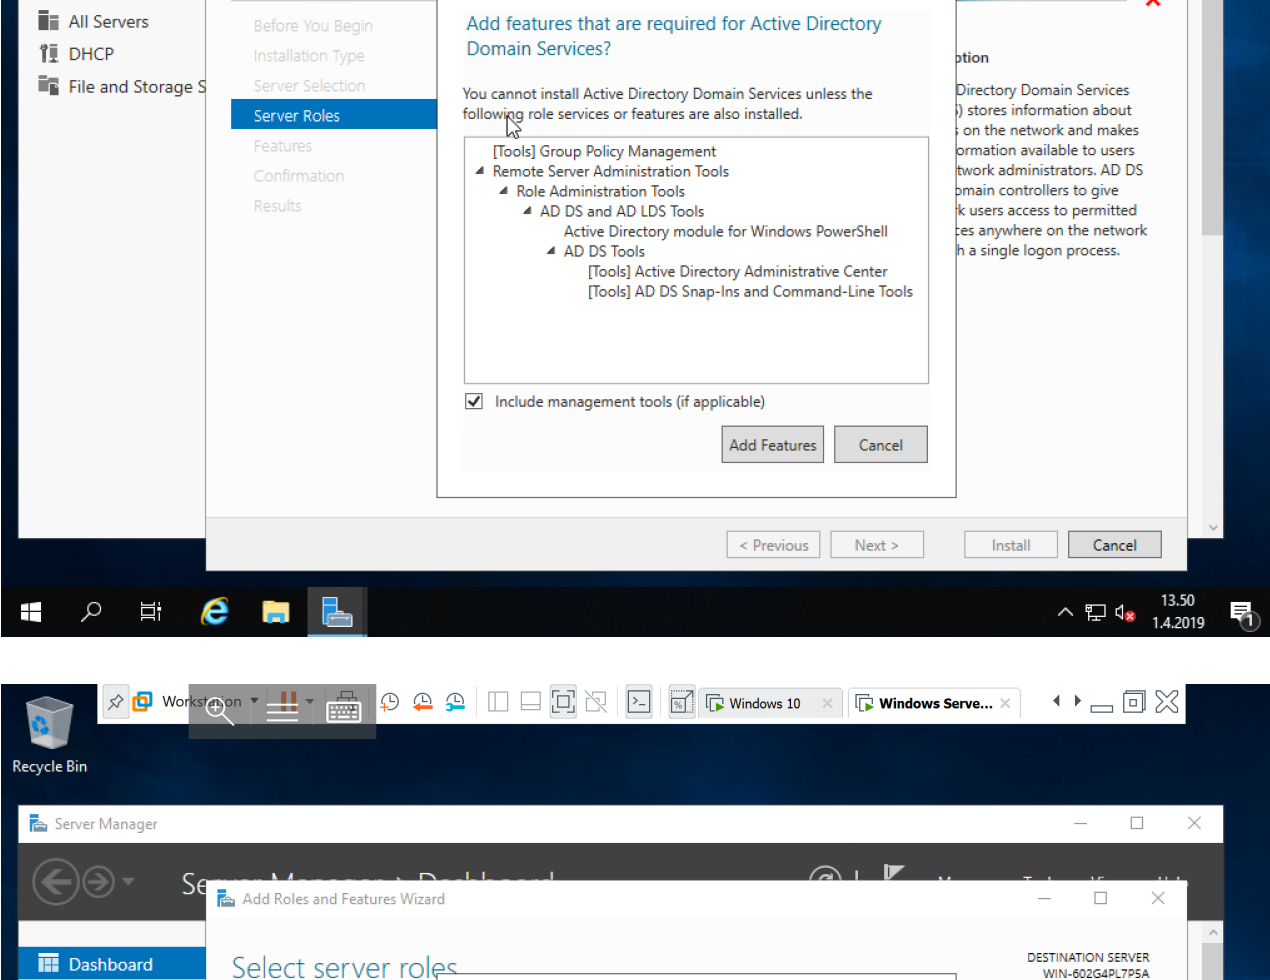 All Servers
DHCP
File and Storage S
Before You Begin
Installation Type
Server Selection
Server Roles
Features
Confirmation
Results
Add features that are required for Active Directory
Domain Services?
You cannot install Active Directory Domain Services unless the
following role services or features are also installed.
[Tools] Group Policy Management
Remote Server Administration Tools
Role Administration Tools
AD DS and AD LDS Tools
Active Directory module for Windows PowerShell
AD DS Tools
[Tools] Active Directory Administrative Center
[Tools] AD DS Snap-Ins and Command-Line Tools
Include management tools (if applicable)
Add Features
Cancel
ption
Directory Domain Services
) stores information about
on the network and makes
ormation available to users
twork administrators. AD DS
omain controllers to give
k users access to permitted
ces anywhere on the network
h a single logon process.
< Previous
Next >
Install
Cancel
13.50
1.4.2019
1
Workstation
Windows 10
Windows Serve...
Recycle Bin
Server Manager
Server Manager
Dashboard
Add Roles and Features Wizard
Dashboard
Select server roles
DESTINATION SERVER
WIN-602G4PL7P5A